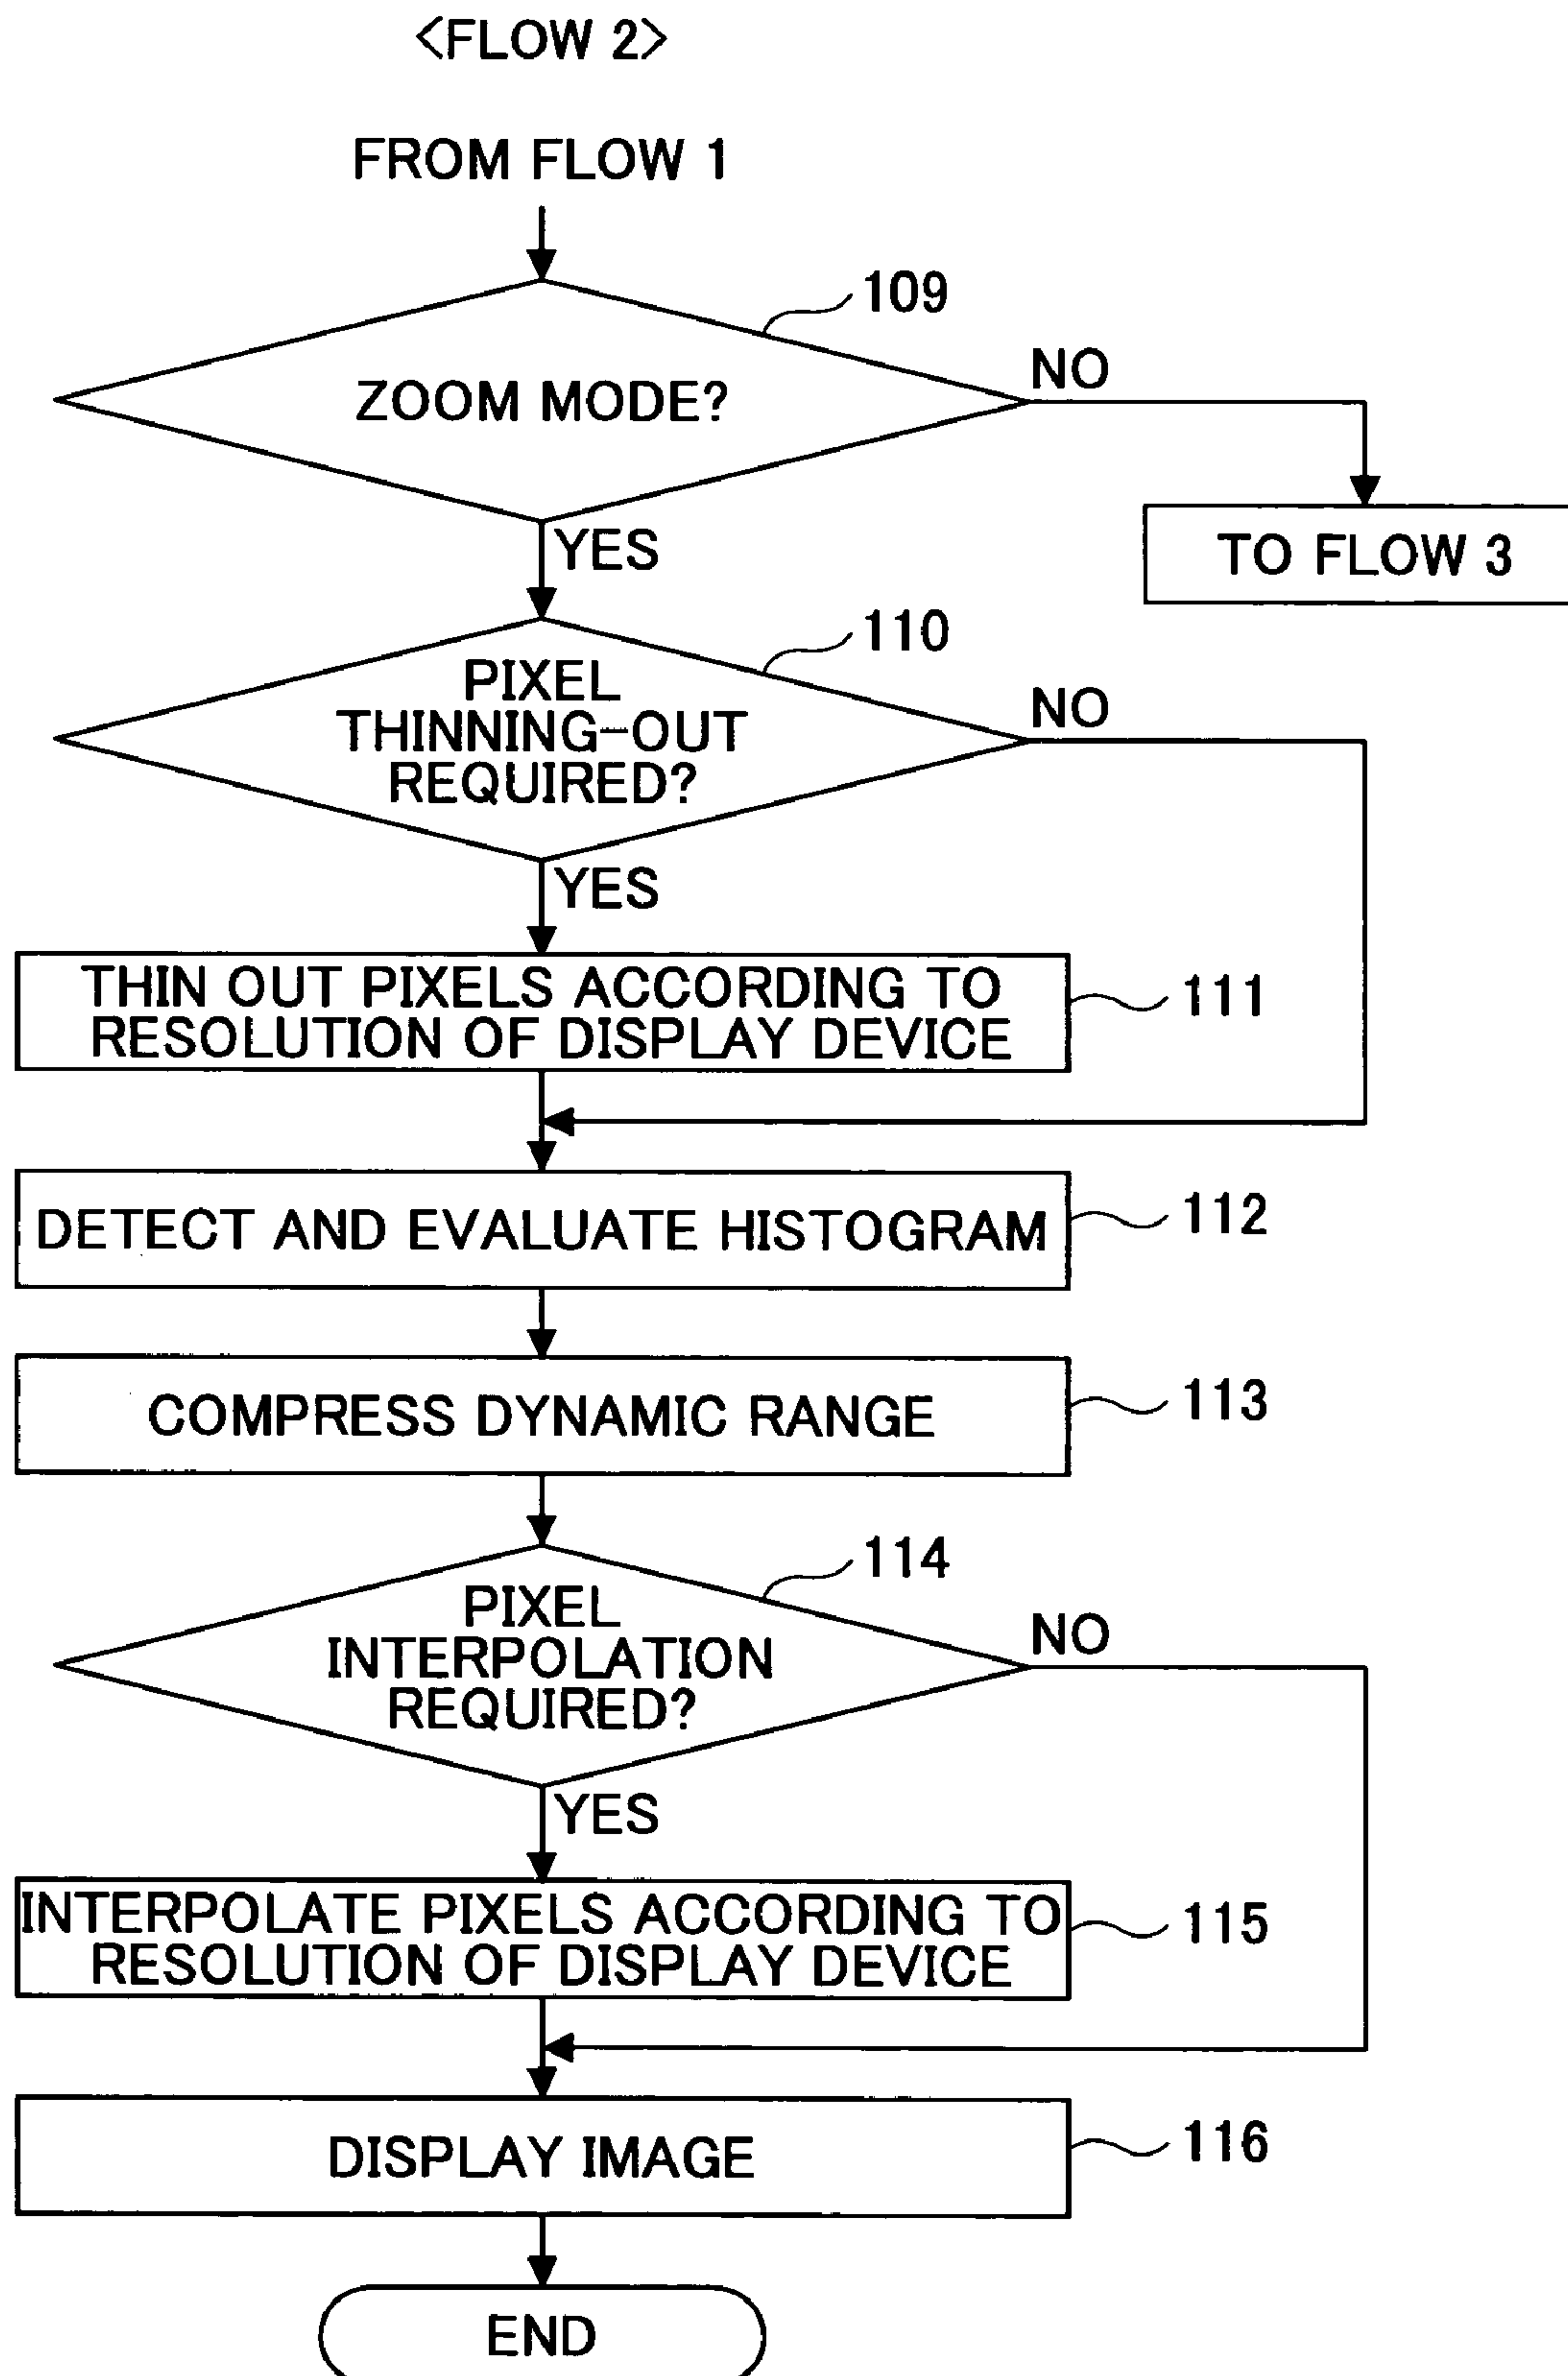 <FLOW 2>
FROM FLOW 1
109
ZOOM MODE?
NO
YES
TO FLOW 3
110
PIXEL
THINNING-OUT
REQUIRED?
NO
YES
THIN OUT PIXELS ACCORDING TO
RESOLUTION OF DISPLAY DEVICE
111
DETECT AND EVALUATE HISTOGRAM
112
COMPRESS DYNAMIC RANGE
113
114
PIXEL
INTERPOLATION
REQUIRED?
NO
YES
INTERPOLATE PIXELS ACCORDING TO
RESOLUTION OF DISPLAY DEVICE
115
DISPLAY IMAGE
116
END